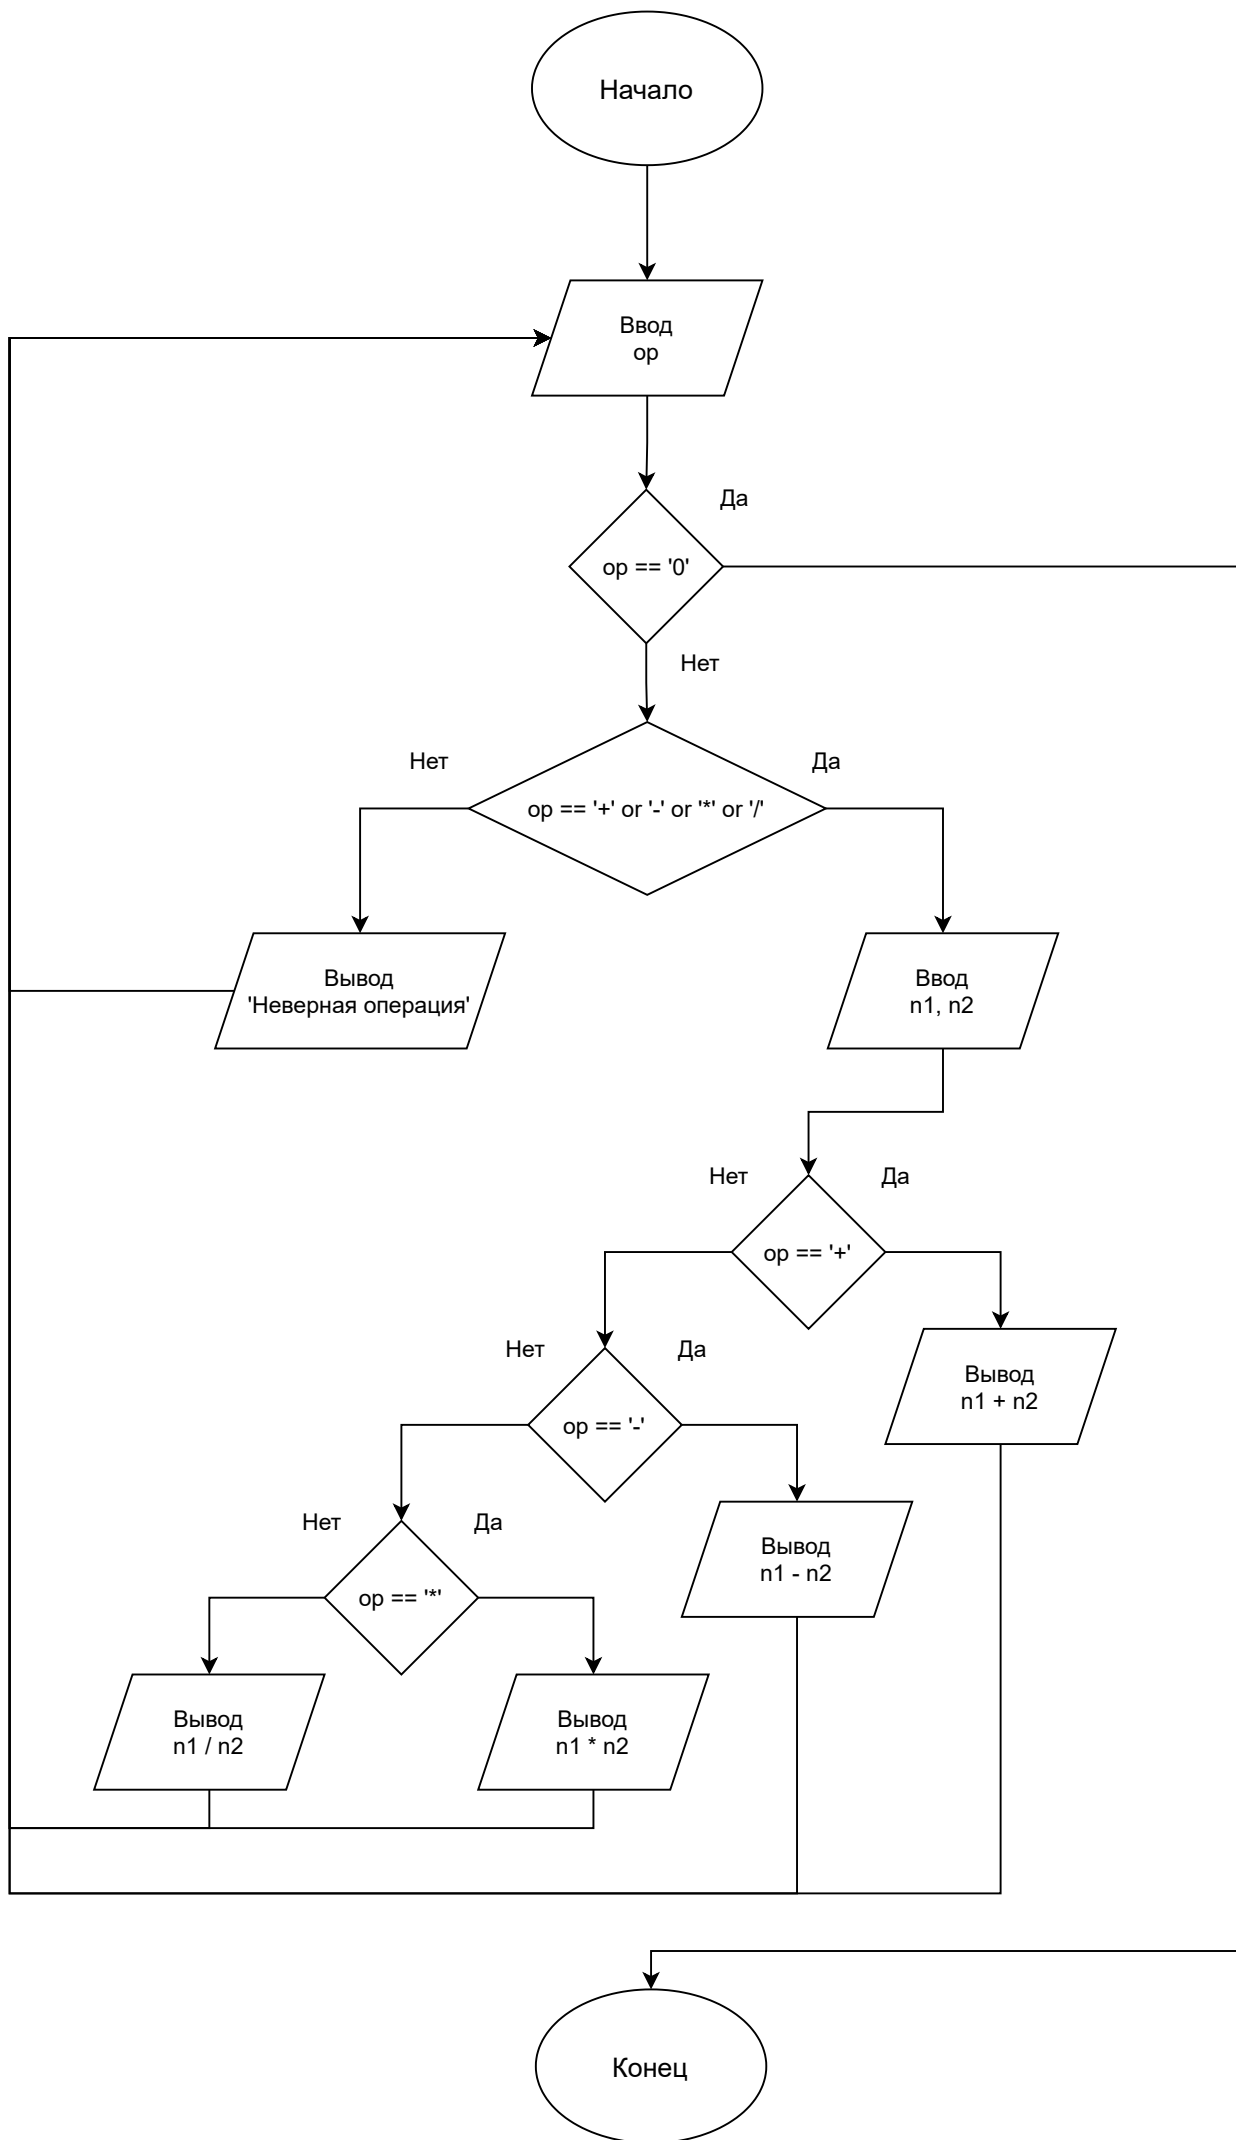 Начало
Ввод
op
Да
op == '0'
Нет
Нет
Да
op == '+' or '-' or '*' or '/'
Вывод
'Неверная операция'
Ввод
n1, n2
Нет
Да
op == '+'
Нет
Да
Вывод
n1 + n2
op == '-'
Нет
Да
Вывод
n1 - n2
op == '*'
Вывод
n1 / n2
Вывод
n1 * n2
Конец